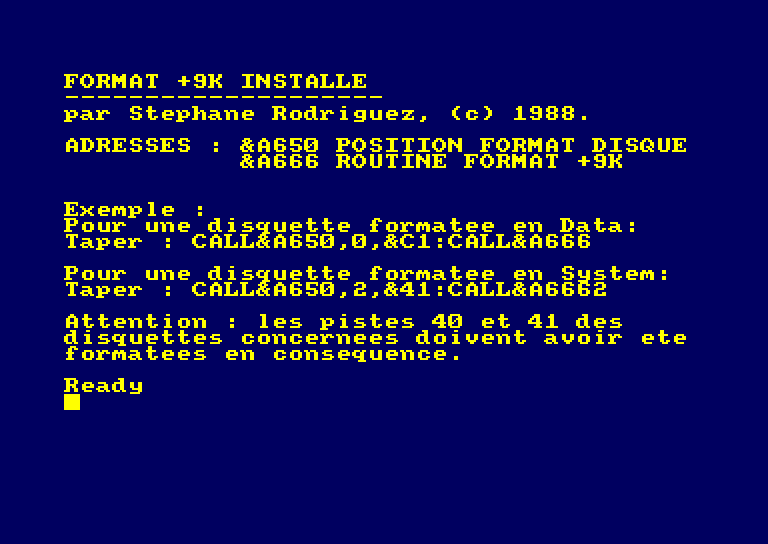 FORMAT +9K INSTALLE
--------------------
par Stephane Rodriguez, (c) 1988.
ADRESSES : &A650 POSITION FORMAT DISQUE
&A666 ROUTINE FORMAT +9K
Exemple :
Pour une disquette formatee en Data:
Taper : CALL&A650,0,&C1:CALL&A666
Pour une disquette formatee en System:
Taper : CALL&A650,2,&41:CALL&A6662
Attention : les pistes 40 et 41 des
disquettes concernees doivent avoir ete
formatees en consequence.
Ready